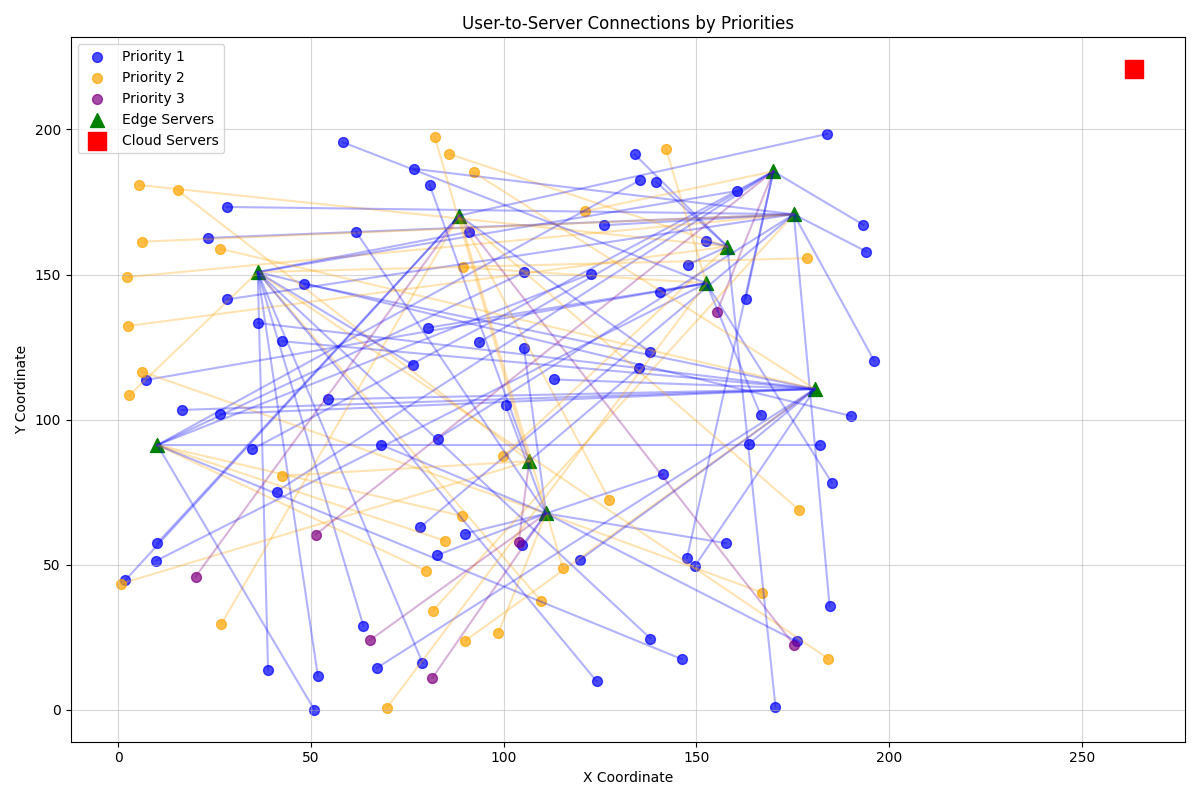 User-to-Server Connections by Priorities
Priority 1
Priority 2
Priority 3
Edge Servers
Cloud Servers
Y Coordinate
200
150
100
50
0
0
50
100
150
200
250
X Coordinate